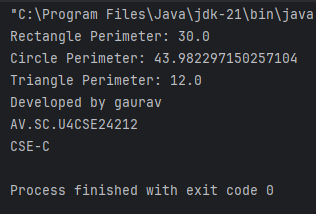 "C:\Program Files\Java\jdk-21\bin\java
Rectangle Perimeter: 30.0
Circle Perimeter: 43.982297150257104
Triangle Perimeter: 12.0
Developed by gaurav
AV.SC.U4CSE24212
CSE-C
Process finished with exit code 0